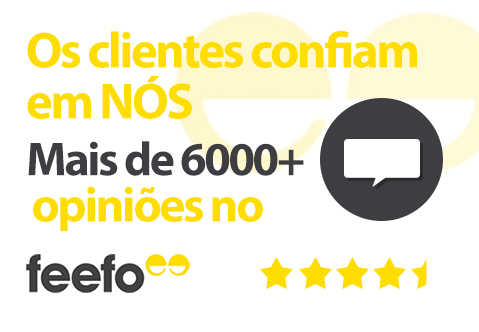 Os clientes confiam
em NÓS
Mais de 6000+
opiniões no
feefo